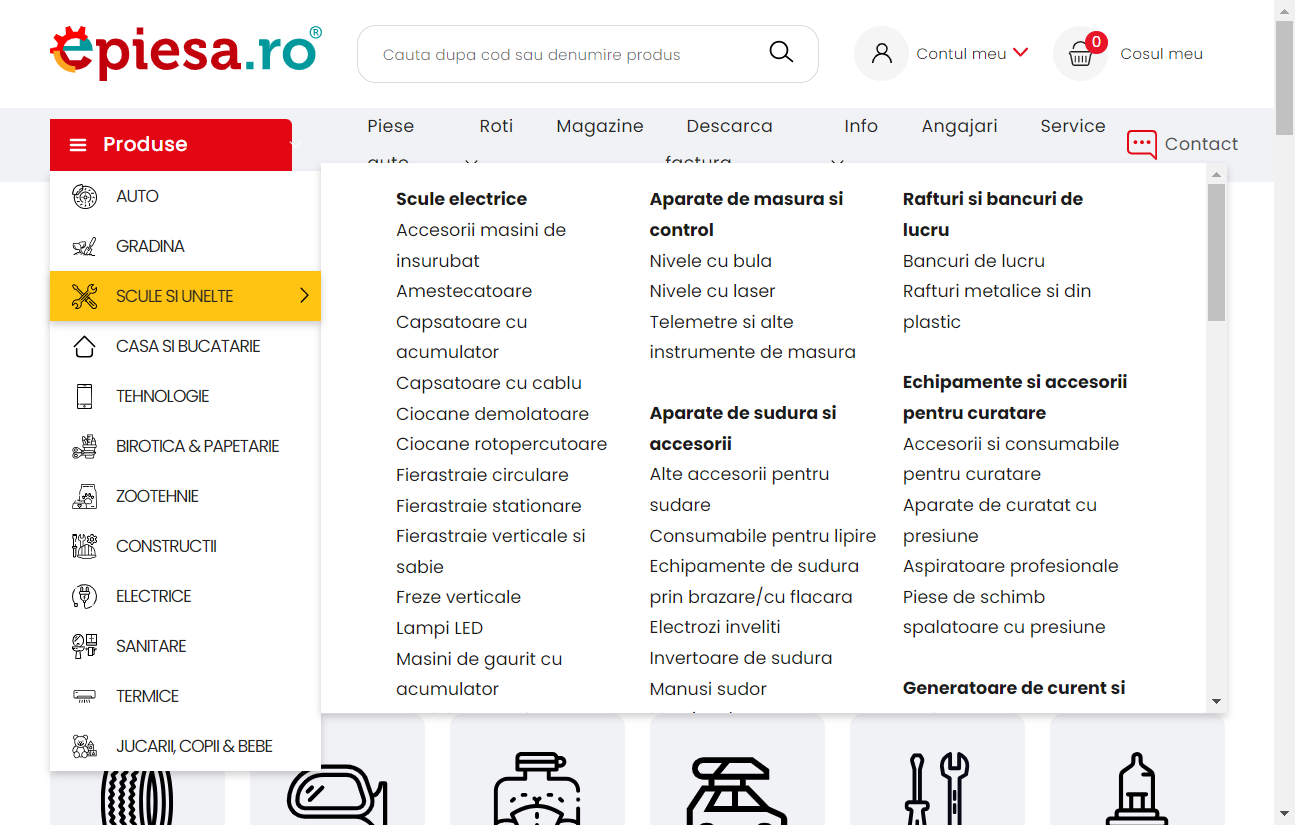 epiesa.ro®
Cauta dupa cod sau denumire produs
Contul meu
0
Cosul meu
Produse
Piese
auto
Roti
Magazine
Descarca
factura
Info
Angajari
Service
Contact
AUTO
GRADINA
SCULE SI UNELTE
CASA SI BUCATARIE
TEHNOLOGIE
BIROTICA & PAPETARIE
ZOOTEHNIE
CONSTRUCTII
ELECTRICE
SANITARE
TERMICE
JUCARII, COPII & BEBE
Scule electrice
Accesorii masini de
insurubat
Amestecatoare
Capsatoare cu
acumulator
Capsatoare cu cablu
Ciocane demolatoare
Ciocane rotopercutoare
Fierastraie circulare
Fierastraie stationare
Fierastraie verticale si
sabie
Freze verticale
Lampi LED
Masini de gaurit cu
acumulator
Aparate de masura si
control
Nivele cu bula
Nivele cu laser
Telemetre si alte
instrumente de masura
Aparate de sudura si
accesorii
Alte accesorii pentru
sudare
Consumabile pentru lipire
Echipamente de sudura
prin brazare/cu flacara
Electrozi inveliti
Invertoare de sudura
Manusi sudor
Rafturi si bancuri de
lucru
Bancuri de lucru
Rafturi metalice si din
plastic
Echipamente si accesorii
pentru curatare
Accesorii si consumabile
pentru curatare
Aparate de curatat cu
presiune
Aspiratoare profesionale
Piese de schimb
spalatoare cu presiune
Generatoare de curent si